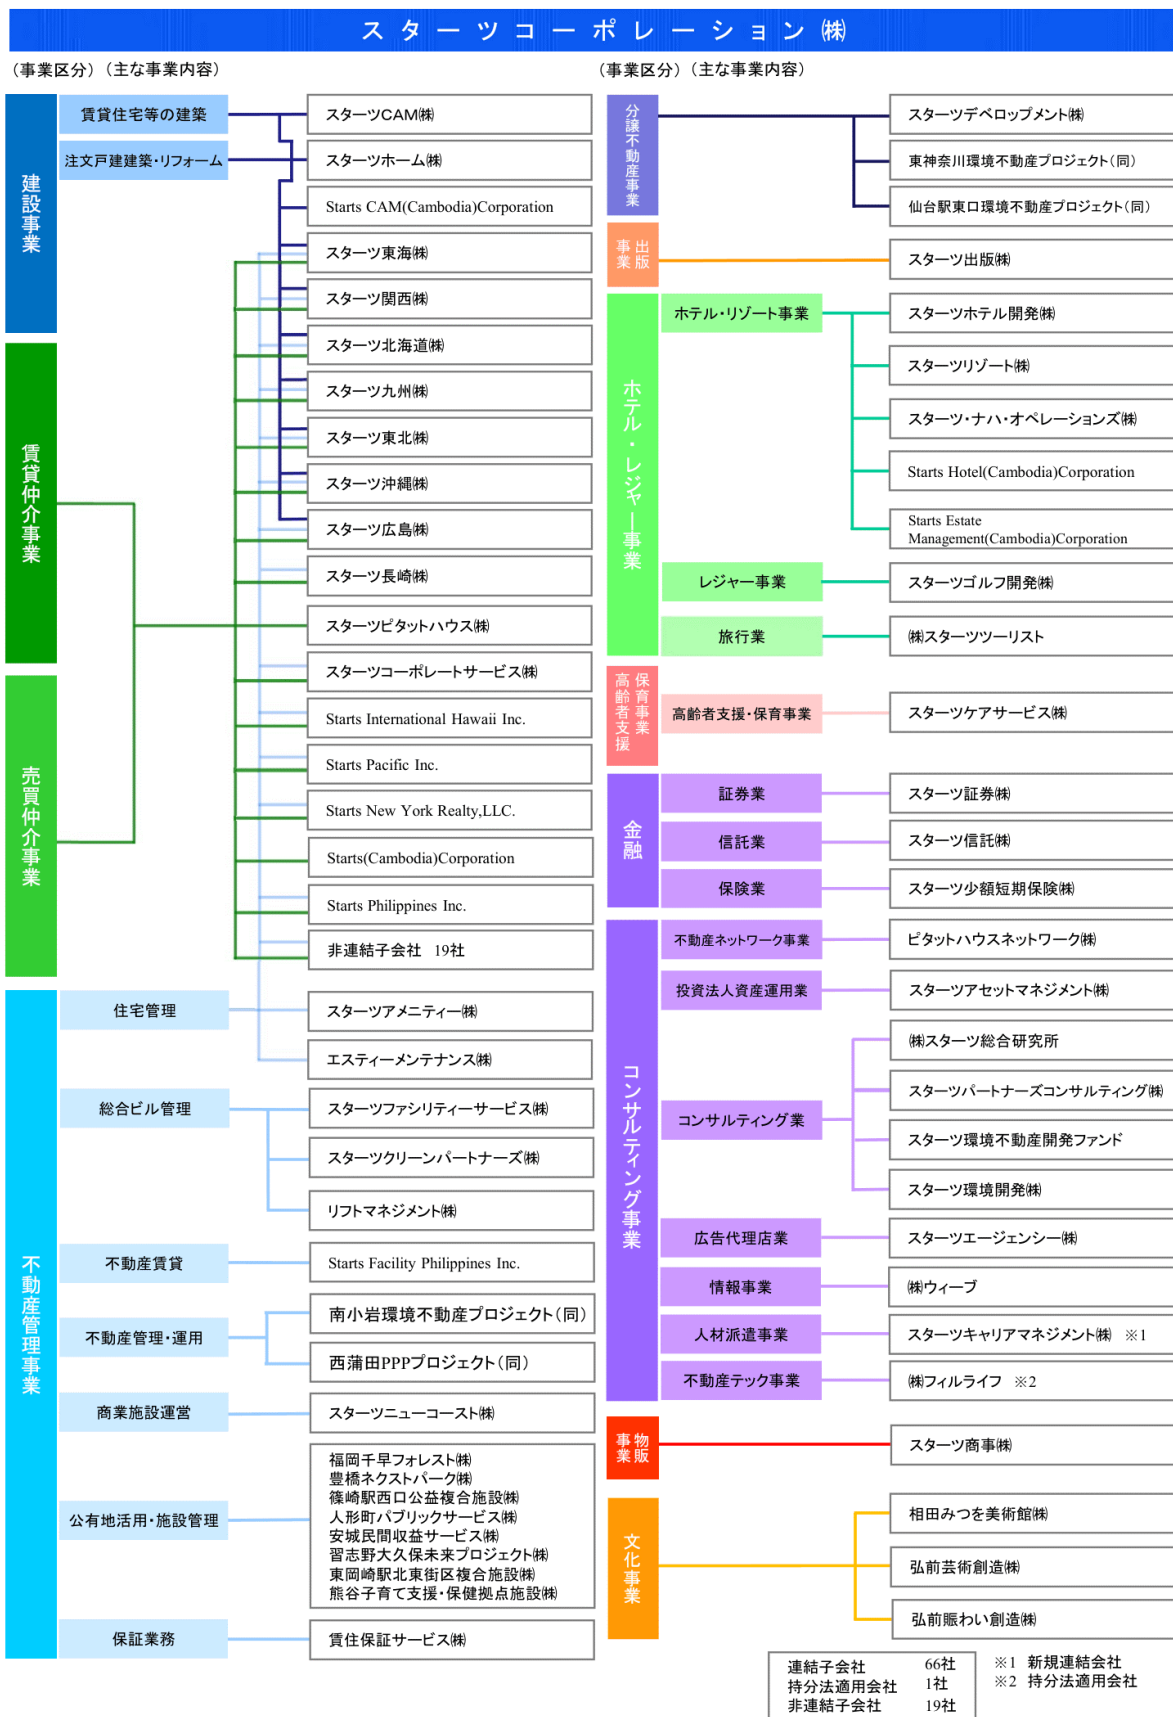 スターツコーポレーション㈱
（事業区分）（主な事業内容）
建設事業
賃貸住宅等の建築
注文戸建建築・リフォーム
賃貸仲介事業
売買仲介事業
スターツCAM㈱
スターツホーム㈱
Starts CAM(Cambodia)Corporation
スターツ東海㈱
スターツ関西㈱
スターツ北海道㈱
スターツ九州㈱
スターツ東北㈱
スターツ沖縄㈱
スターツ広島㈱
スターツ長崎㈱
スターツピタットハウス㈱
スターツコーポレートサービス㈱
Starts International Hawaii Inc.
Starts Pacific Inc.
Starts New York Realty,LLC.
Starts(Cambodia)Corporation
Starts Philippines Inc.
非連結子会社 19社
不動産管理事業
住宅管理
スターツアメニティー㈱
エスティーメンテナンス㈱
総合ビル管理
スターツファシリティーサービス㈱
スターツクリーンパートナーズ㈱
リフトマネジメント㈱
不動産賃貸
Starts Facility Philippines Inc.
不動産管理・運用
南小岩環境不動産プロジェクト（同）
西蒲田PPPプロジェクト（同）
商業施設運営
スターツニューコースト㈱
公有地活用・施設管理
福岡千早フォレスト㈱
豊橋ネクストパーク㈱
篠崎駅西口公益複合施設㈱
人形町パブリックサービス㈱
安城民間収益サービス㈱
習志野大久保未来プロジェクト㈱
東岡崎駅北東街区複合施設㈱
熊谷子育て支援・保健拠点施設㈱
保証業務
賃住保証サービス㈱
（事業区分）（主な事業内容）
分譲不動産事業
スターツデベロップメント㈱
東神奈川環境不動産プロジェクト（同）
仙台駅東口環境不動産プロジェクト（同）
出版
事業
スターツ出版㈱
ホテル・レジャー事業
ホテル・リゾート事業
スターツホテル開発㈱
スターツリゾート㈱
スターツ・ナハ・オペレーションズ㈱
Starts Hotel(Cambodia)Corporation
Starts Estate
Management(Cambodia)Corporation
レジャー事業
スターツゴルフ開発㈱
旅行業
㈱スターツツーリスト
保育事業
高齢者支援
高齢者支援・保育事業
スターツケアサービス㈱
金融
証券業
スターツ証券㈱
信託業
スターツ信託㈱
保険業
スターツ少額短期保険㈱
コンサルティング事業
不動産ネットワーク事業
ピタットハウスネットワーク㈱
投資法人資産運用業
スターツアセットマネジメント㈱
コンサルティング業
㈱スターツ総合研究所
スターツパートナーズコンサルティング㈱
スターツ環境不動産開発ファンド
スターツ環境開発㈱
広告代理店業
スターツエージェンシー㈱
情報事業
㈱ウィーブ
人材派遣事業
スターツキャリアマネジメント㈱ ※1
不動産テック事業
㈱フィルライフ ※2
物販
事業
スターツ商事㈱
文化事業
相田みつを美術館㈱
弘前芸術創造㈱
弘前賑わい創造㈱
連結子会社 66社
持分法適用会社 1社
非連結子会社 19社
※1 新規連結会社
※2 持分法適用会社